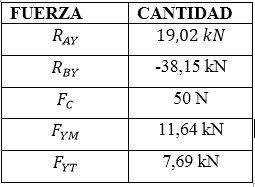 FUERZA CANTIDAD
R_AY 19,02 kN
R_BY -38,15 kN
F_C 50 N
F_YM 11,64 kN
F_YT 7,69 kN